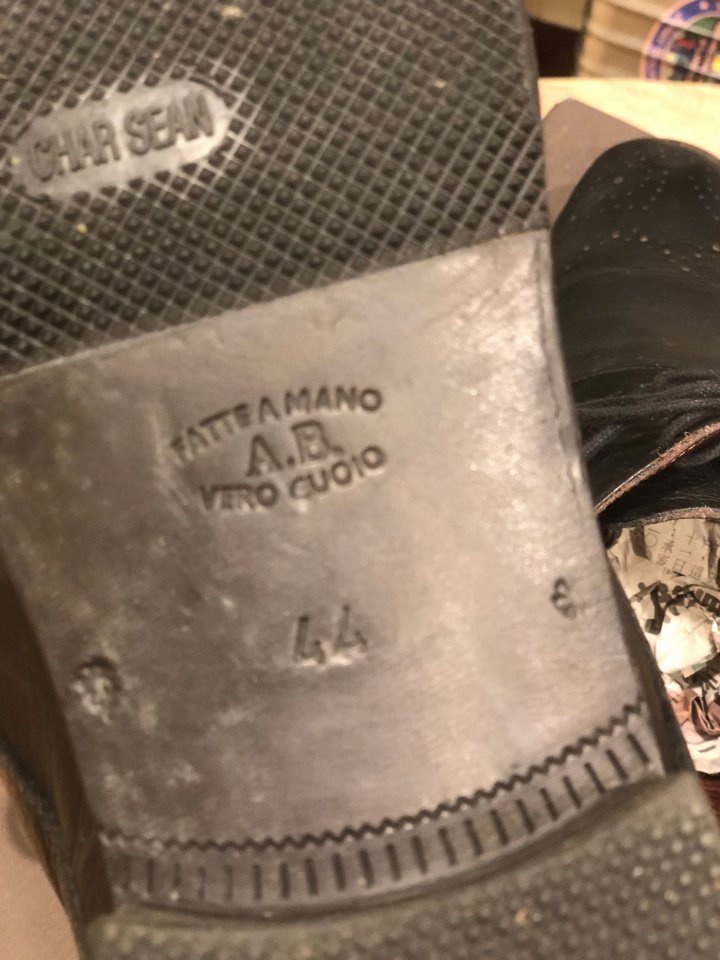 CHAR SEAN
FATTE A MANO
A.B.
VERO CUOIO
44